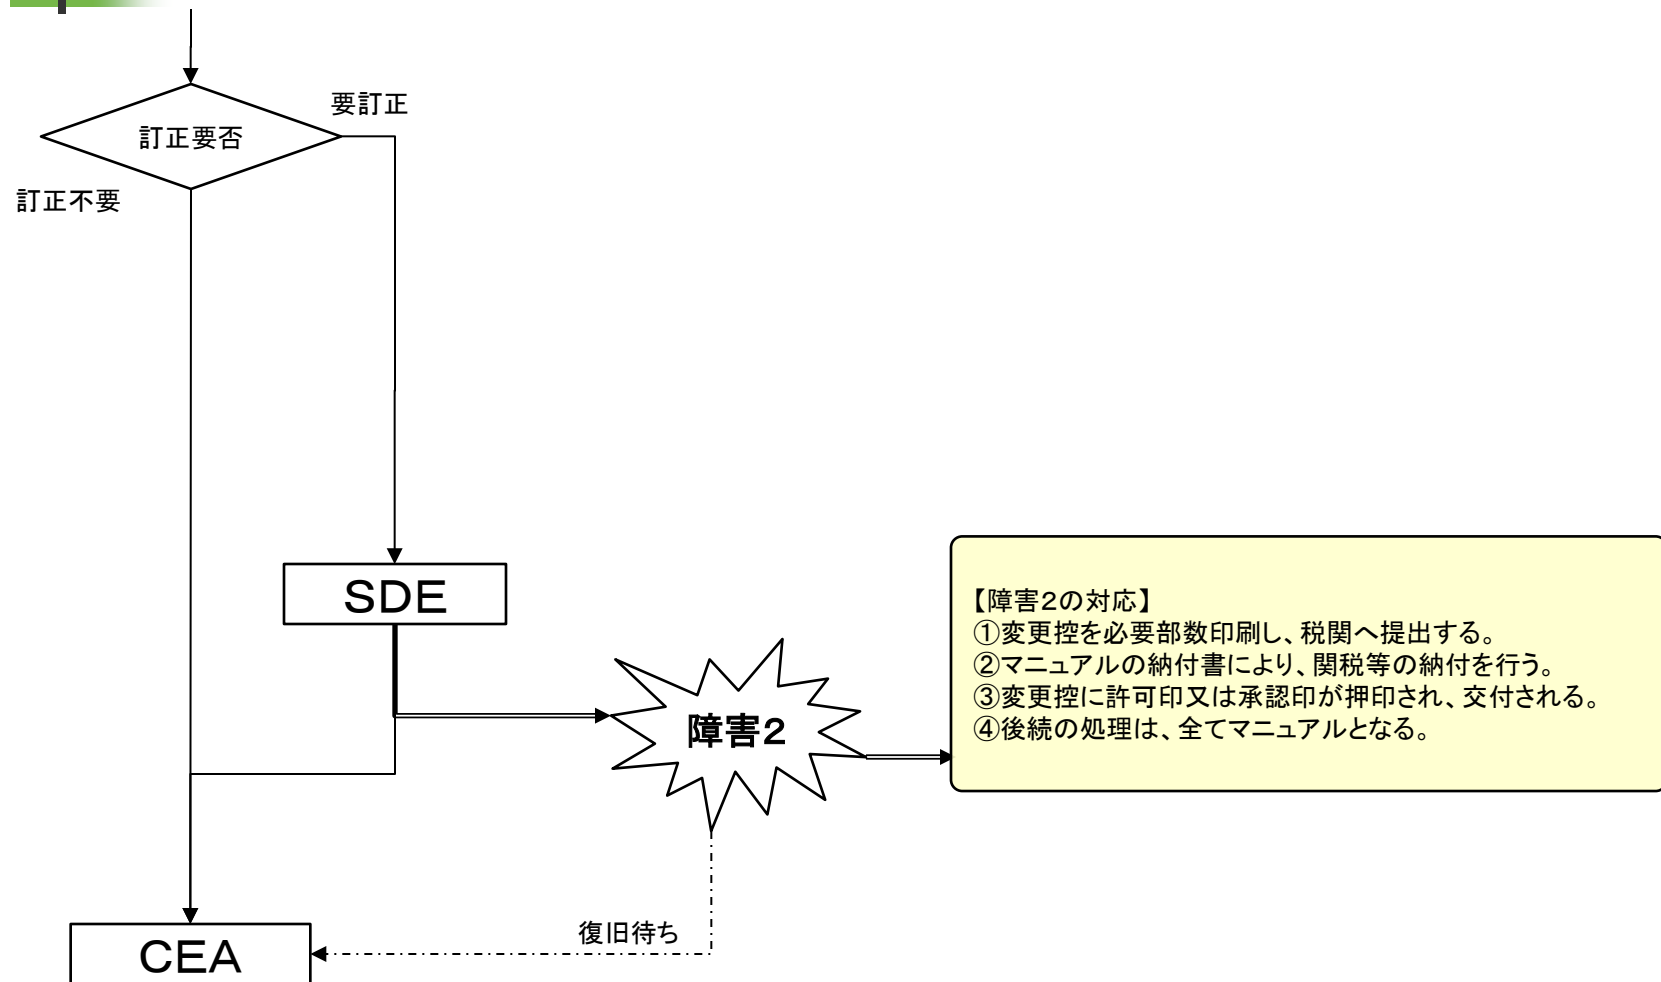 要訂正
訂正要否
訂正不要
SDE
【障害2の対応】
①変更控を必要部数印刷し、税関へ提出する。
②マニュアルの納付書により、関税等の納付を行う。
③変更控に許可印又は承認印が押印され、交付される。
④後続の処理は、全てマニュアルとなる。
障害2
復旧待ち
CEA